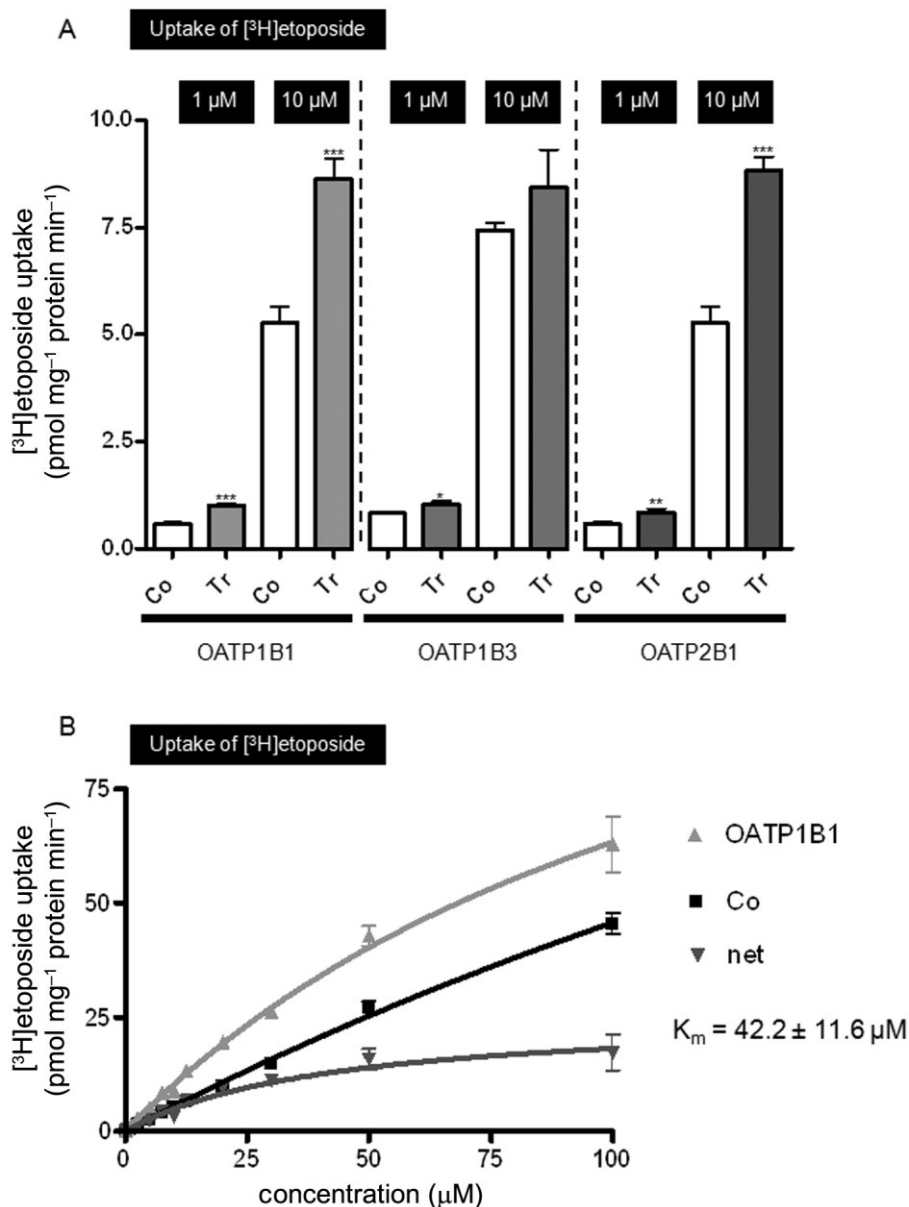 A
Uptake of [³H]etoposide
1 µM 10 µM 1 µM 10 µM 1 µM 10 µM
[³H]etoposide uptake
(pmol mg⁻¹ protein min⁻¹)
10.0
7.5
5.0
2.5
0.0
*** *** * ** ***
Co Tr Co Tr Co Tr Co Tr Co Tr Co Tr
OATP1B1 OATP1B3 OATP2B1
B
Uptake of [³H]etoposide
[³H]etoposide uptake
(pmol mg⁻¹ protein min⁻¹)
75
50
25
0
0 25 50 75 100
concentration (µM)
OATP1B1
Co
net
Km = 42.2 ± 11.6 µM